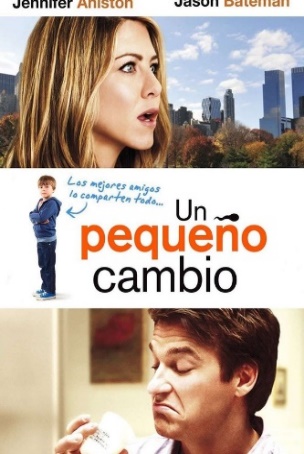 Jennifer Aniston Jason Bateman
Los mejores amigos
lo comparten todo...
Un
pequeño
cambio